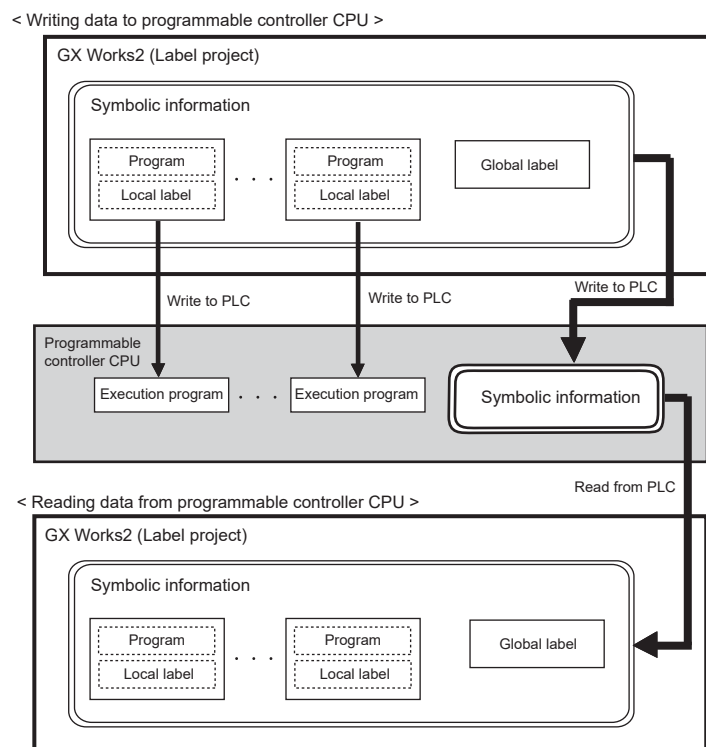 < Writing data to programmable controller CPU >
GX Works2 (Label project)
Symbolic information
Program
Local label
. . .
Program
Local label
Global label
Write to PLC
Write to PLC
Write to PLC
Programmable
controller CPU
Execution program
. . .
Execution program
Symbolic information
Read from PLC
< Reading data from programmable controller CPU >
GX Works2 (Label project)
Symbolic information
Program
Local label
. . .
Program
Local label
Global label